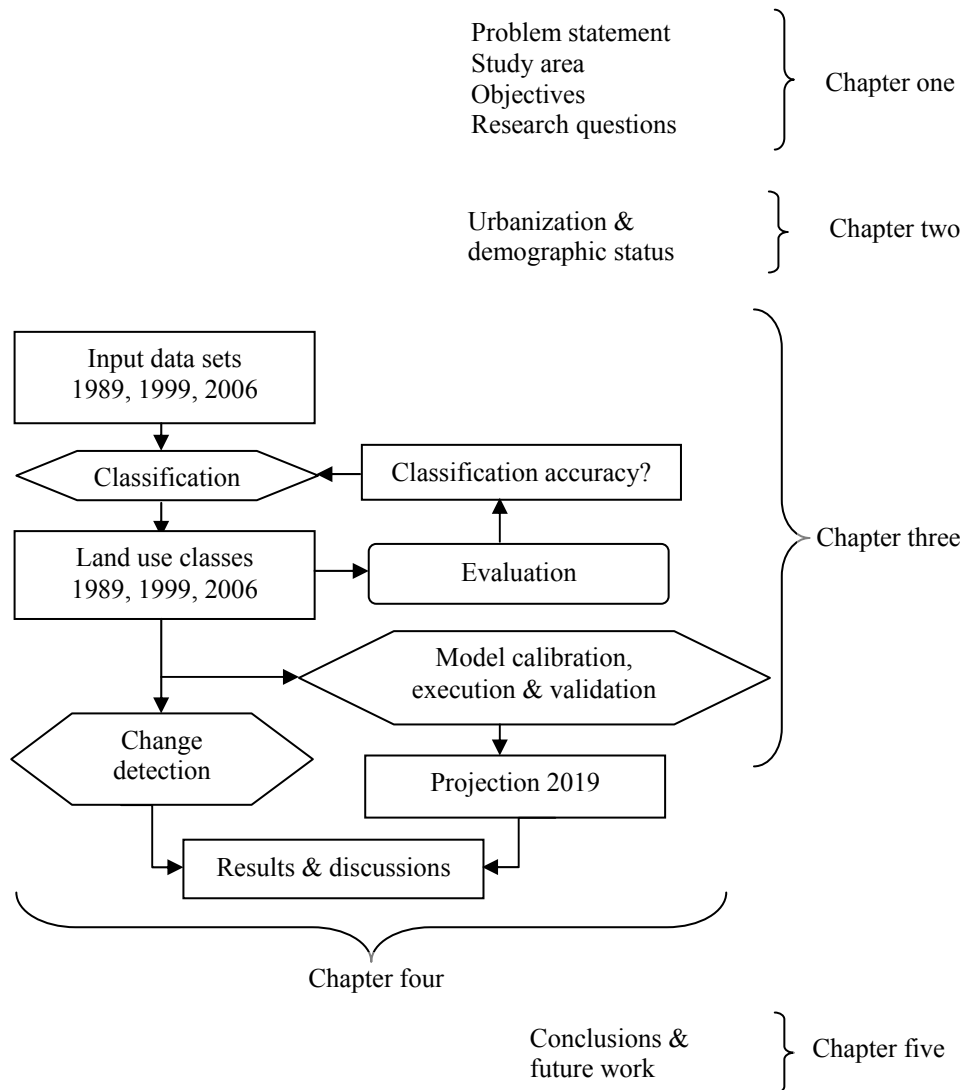 Problem statement
Study area
Objectives
Research questions
Chapter one
Urbanization &
demographic status
Chapter two
Input data sets
1989, 1999, 2006
Classification
Classification accuracy?
Land use classes
1989, 1999, 2006
Evaluation
Chapter three
Model calibration,
execution & validation
Change
detection
Projection 2019
Results & discussions
Chapter four
Conclusions &
future work
Chapter five